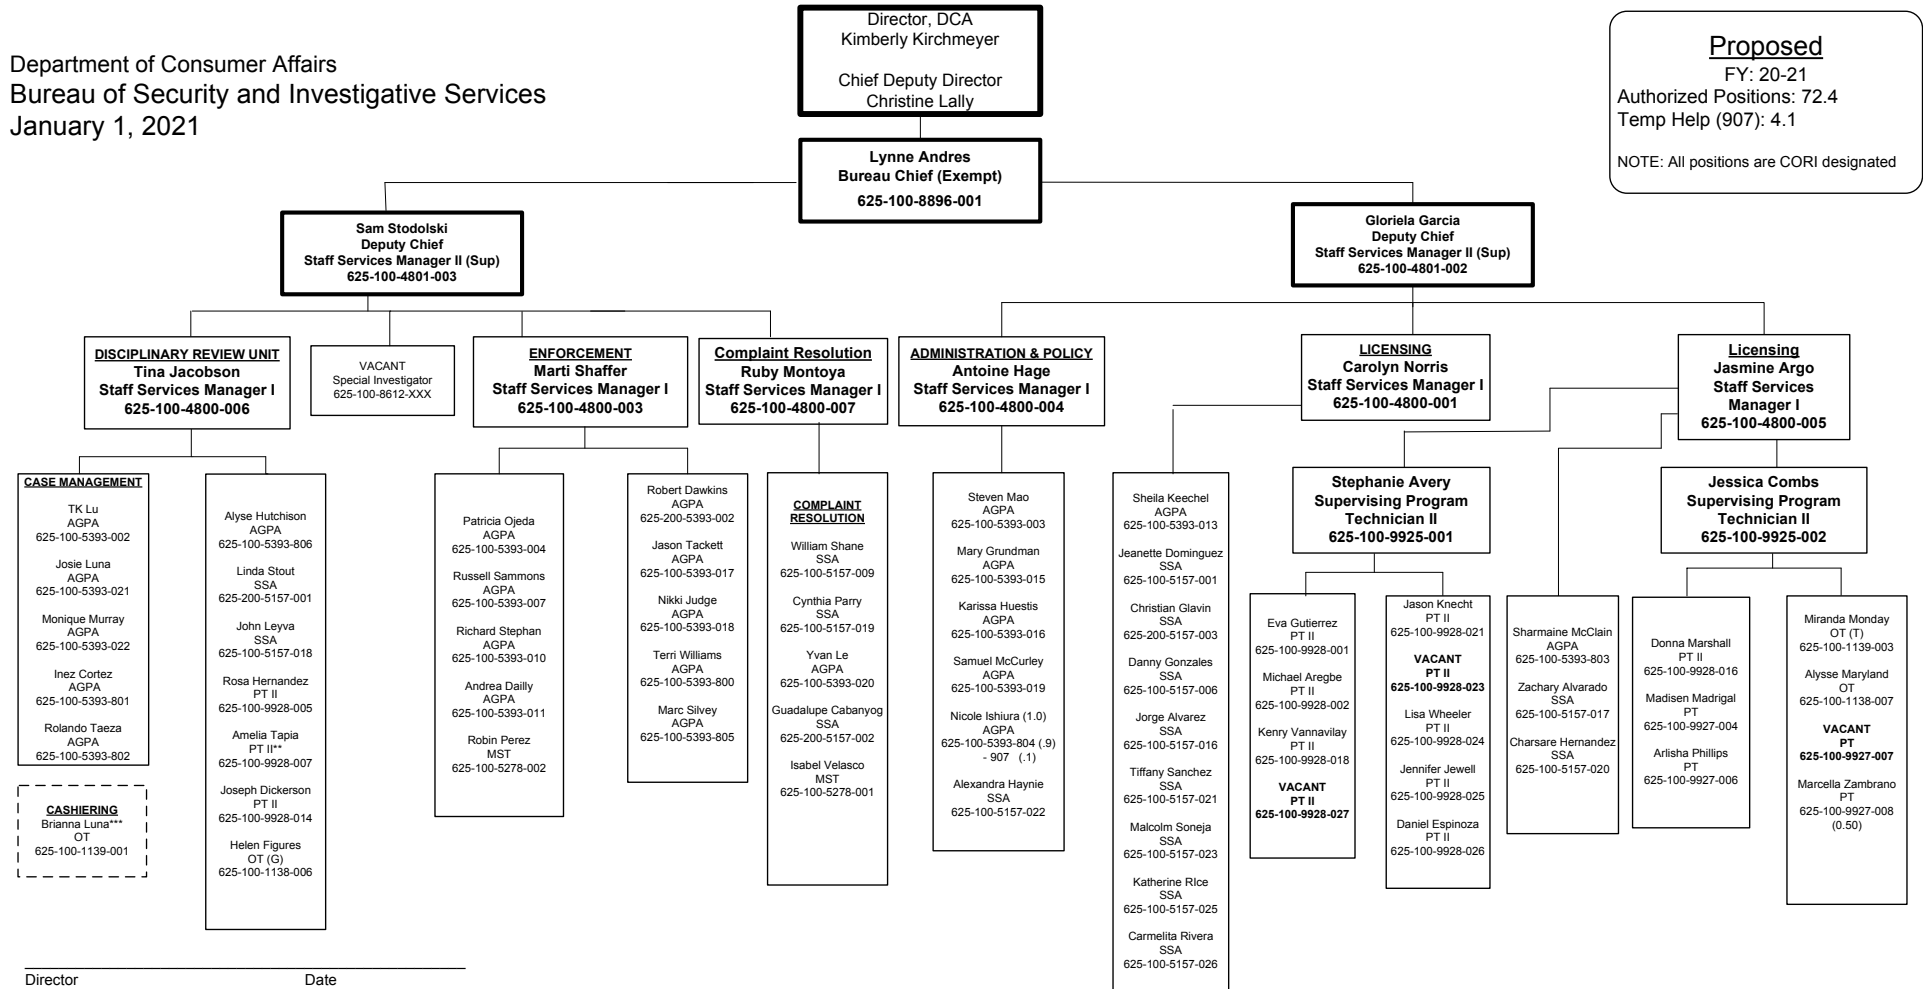 Department of Consumer Affairs
Bureau of Security and Investigative Services
January 1, 2021
Director, DCA
Kimberly Kirchmeyer
Chief Deputy Director
Christine Lally
Proposed
FY: 20-21
Authorized Positions: 72.4
Temp Help (907): 4.1
NOTE: All positions are CORI designated
Lynne Andres
Bureau Chief (Exempt)
625-100-8896-001
Sam Stodolski
Deputy Chief
Staff Services Manager II (Sup)
625-100-4801-003
Gloriela Garcia
Deputy Chief
Staff Services Manager II (Sup)
625-100-4801-002
DISCIPLINARY REVIEW UNIT
Tina Jacobson
Staff Services Manager I
625-100-4800-006
VACANT
Special Investigator
625-100-8612-XXX
ENFORCEMENT
Marti Shaffer
Staff Services Manager I
625-100-4800-003
Complaint Resolution
Ruby Montoya
Staff Services Manager I
625-100-4800-007
ADMINISTRATION & POLICY
Antoine Hage
Staff Services Manager I
625-100-4800-004
LICENSING
Carolyn Norris
Staff Services Manager I
625-100-4800-001
Licensing
Jasmine Argo
Staff Services
Manager I
625-100-4800-005
Stephanie Avery
Supervising Program
Technician II
625-100-9925-001
Jessica Combs
Supervising Program
Technician II
625-100-9925-002
CASE MANAGEMENT
TK Lu
AGPA
625-100-5393-002
Josie Luna
AGPA
625-100-5393-021
Monique Murray
AGPA
625-100-5393-022
Inez Cortez
AGPA
625-100-5393-801
Rolando Taeza
AGPA
625-100-5393-802
CASHIERING
Brianna Luna***
OT
625-100-1139-001
Alyse Hutchison
AGPA
625-100-5393-806
Linda Stout
SSA
625-200-5157-001
John Leyva
SSA
625-100-5157-018
Rosa Hernandez
PT II
625-100-9928-005
Amelia Tapia
PT II**
625-100-9928-007
Joseph Dickerson
PT II
625-100-9928-014
Helen Figures
OT (G)
625-100-1138-006
Patricia Ojeda
AGPA
625-100-5393-004
Russell Sammons
AGPA
625-100-5393-007
Richard Stephan
AGPA
625-100-5393-010
Andrea Dailly
AGPA
625-100-5393-011
Robin Perez
MST
625-100-5278-002
Robert Dawkins
AGPA
625-200-5393-002
Jason Tackett
AGPA
625-100-5393-017
Nikki Judge
AGPA
625-100-5393-018
Terri Williams
AGPA
625-100-5393-800
Marc Silvey
AGPA
625-100-5393-805
COMPLAINT
RESOLUTION
William Shane
SSA
625-100-5157-009
Cynthia Parry
SSA
625-100-5157-019
Yvan Le
AGPA
625-100-5393-020
Guadalupe Cabanyog
SSA
625-200-5157-002
Isabel Velasco
MST
625-100-5278-001
Steven Mao
AGPA
625-100-5393-003
Mary Grundman
AGPA
625-100-5393-015
Karissa Huestis
AGPA
625-100-5393-016
Samuel McCurley
AGPA
625-100-5393-019
Nicole Ishiura (1.0)
AGPA
625-100-5393-804 (.9)
- 907 (.1)
Alexandra Haynie
SSA
625-100-5157-022
Sheila Keechel
AGPA
625-100-5393-013
Jeanette Dominguez
SSA
625-100-5157-001
Christian Glavin
SSA
625-200-5157-003
Danny Gonzales
SSA
625-100-5157-006
Jorge Alvarez
SSA
625-100-5157-016
Tiffany Sanchez
SSA
625-100-5157-021
Malcolm Soneja
SSA
625-100-5157-023
Katherine RIce
SSA
625-100-5157-025
Carmelita Rivera
SSA
625-100-5157-026
Eva Gutierrez
PT II
625-100-9928-001
Michael Aregbe
PT II
625-100-9928-002
Kenry Vannavilay
PT II
625-100-9928-018
VACANT
PT II
625-100-9928-027
Jason Knecht
PT II
625-100-9928-021
VACANT
PT II
625-100-9928-023
Lisa Wheeler
PT II
625-100-9928-024
Jennifer Jewell
PT II
625-100-9928-025
Daniel Espinoza
PT II
625-100-9928-026
Sharmaine McClain
AGPA
625-100-5393-803
Zachary Alvarado
SSA
625-100-5157-017
Charsare Hernandez
SSA
625-100-5157-020
Donna Marshall
PT II
625-100-9928-016
Madisen Madrigal
PT
625-100-9927-004
Arlisha Phillips
PT
625-100-9927-006
Miranda Monday
OT (T)
625-100-1139-003
Alysse Maryland
OT
625-100-1138-007
VACANT
PT
625-100-9927-007
Marcella Zambrano
PT
625-100-9927-008
(0.50)
Director Date